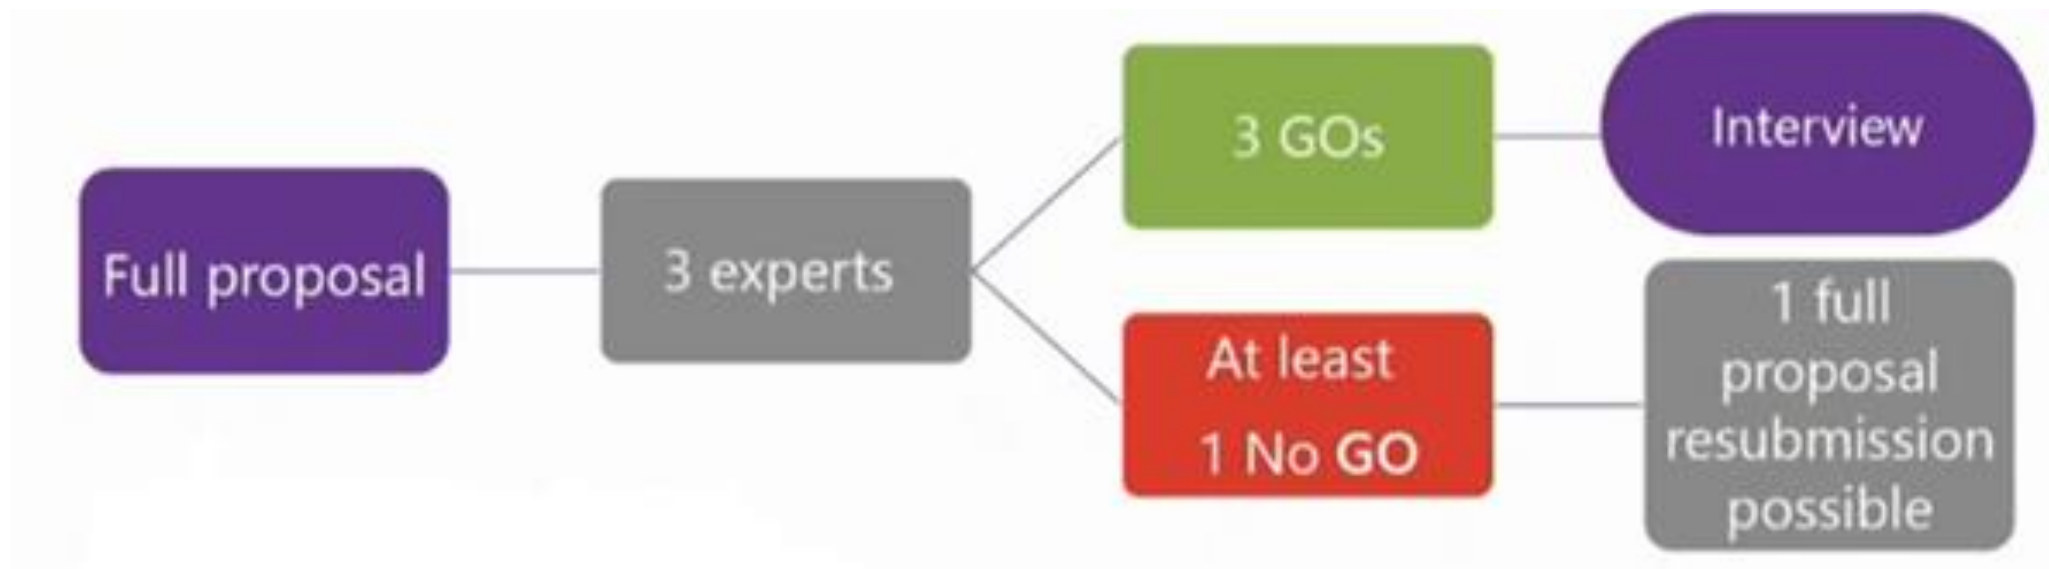 Full proposal
3 experts
3 GOs
Interview
At least
1 No GO
1 full
proposal
resubmission
possible